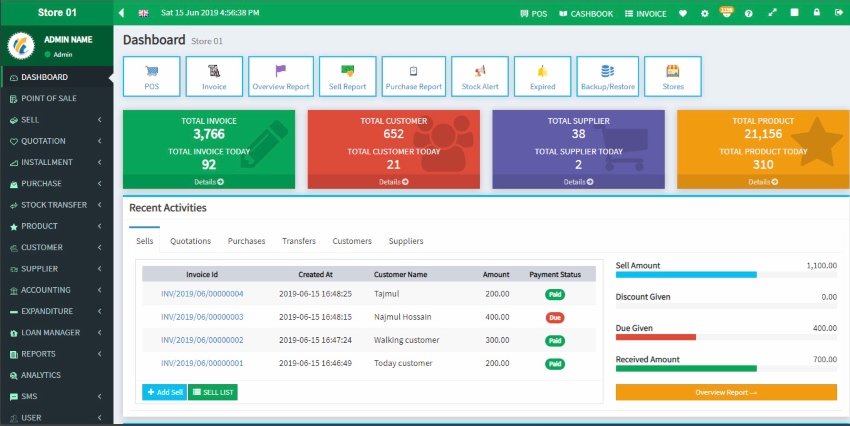 Store 01
Sat 15 Jun 2019 4:56:38 PM
POS CASHBOOK INVOICE
ADMIN NAME
Admin
DASHBOARD
POINT OF SALE
SELL
QUOTATION
INSTALLMENT
PURCHASE
STOCK TRANSFER
PRODUCT
CUSTOMER
SUPPLIER
ACCOUNTING
EXPANDITURE
LOAN MANAGER
REPORTS
ANALYTICS
SMS
USER
Dashboard Store 01
POS Invoice Overview Report Sell Report Purchase Report Stock Alert Expired Backup/Restore Stores
TOTAL INVOICE
3,766
TOTAL INVOICE TODAY
92
Details
TOTAL CUSTOMER
652
TOTAL CUSTOMER TODAY
21
Details
TOTAL SUPPLIER
38
TOTAL SUPPLIER TODAY
2
Details
TOTAL PRODUCT
21,156
TOTAL PRODUCT TODAY
310
Details
Recent Activities
Sells Quotations Purchases Transfers Customers Suppliers
Invoice Id Created At Customer Name Amount Payment Status
INV/2019/06/00000004 2019-06-15 16:48:25 Tajmul 200.00 Paid
INV/2019/06/00000003 2019-06-15 16:48:15 Najmul Hossain 400.00 Due
INV/2019/06/00000002 2019-06-15 16:47:24 Walking customer 300.00 Paid
INV/2019/06/00000001 2019-06-15 16:46:49 Today customer 200.00 Paid
+ Add Sell SELL LIST
Sell Amount 1,100.00
Discount Given 0.00
Due Given 400.00
Received Amount 700.00
Overview Report →